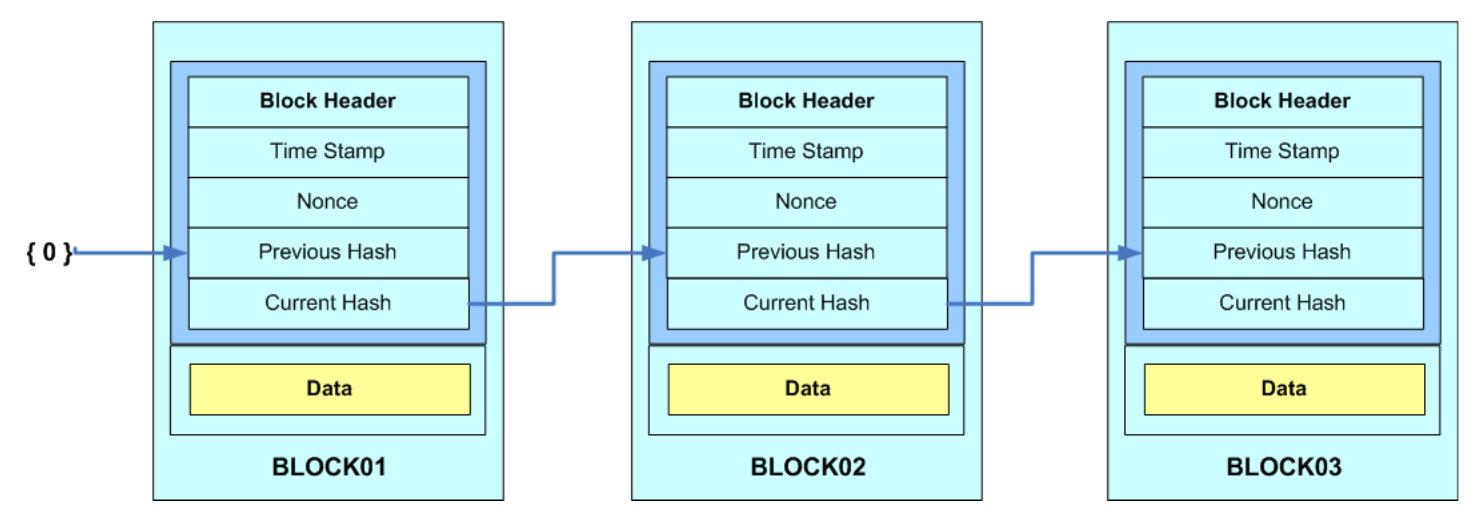 { 0 }
Block Header
Time Stamp
Nonce
Previous Hash
Current Hash
Data
BLOCK01
Block Header
Time Stamp
Nonce
Previous Hash
Current Hash
Data
BLOCK02
Block Header
Time Stamp
Nonce
Previous Hash
Current Hash
Data
BLOCK03